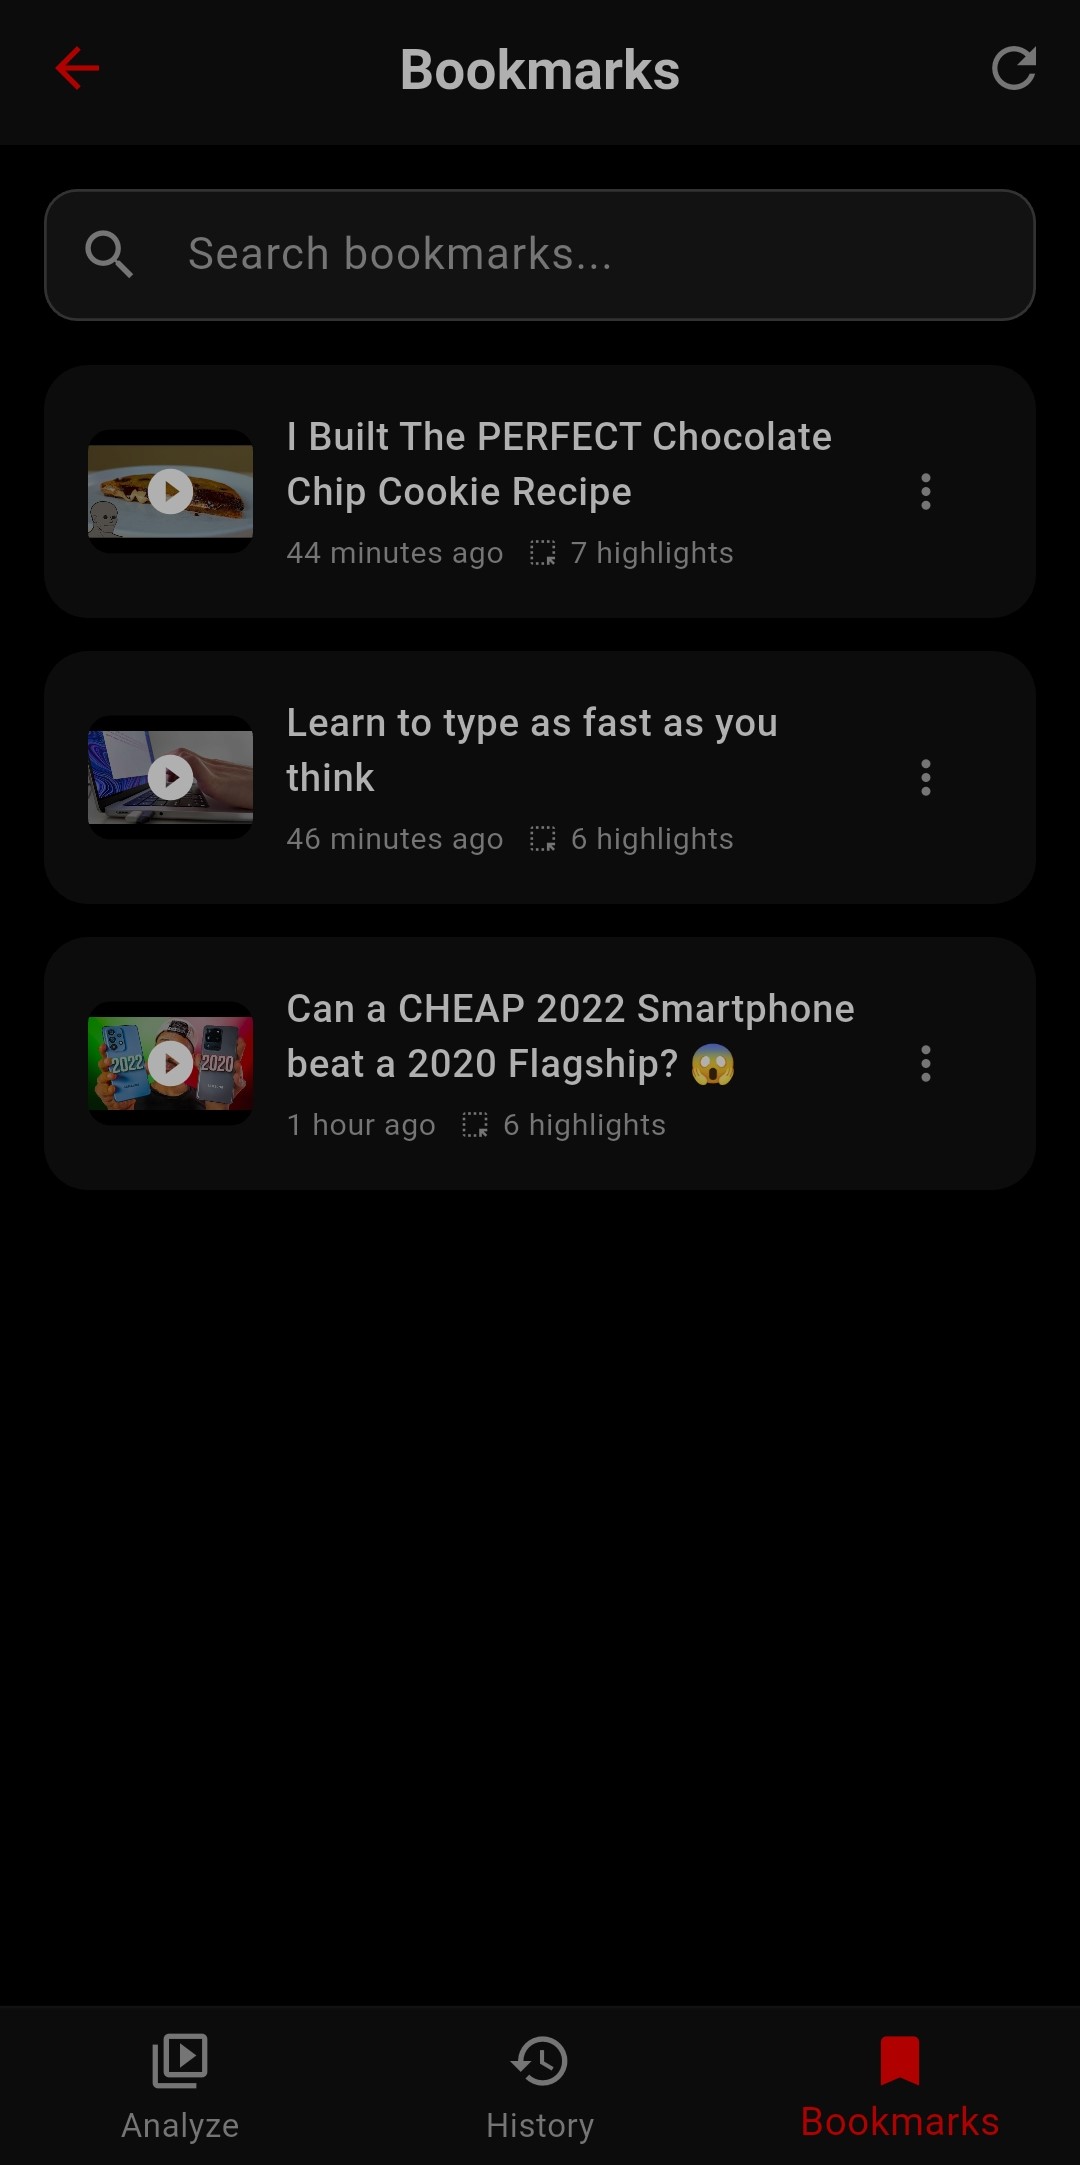 Bookmarks
Search bookmarks...
I Built The PERFECT Chocolate
Chip Cookie Recipe
44 minutes ago 7 highlights
Learn to type as fast as you
think
46 minutes ago 6 highlights
2022 2020
Can a CHEAP 2022 Smartphone
beat a 2020 Flagship? 😱
1 hour ago 6 highlights
Analyze History Bookmarks